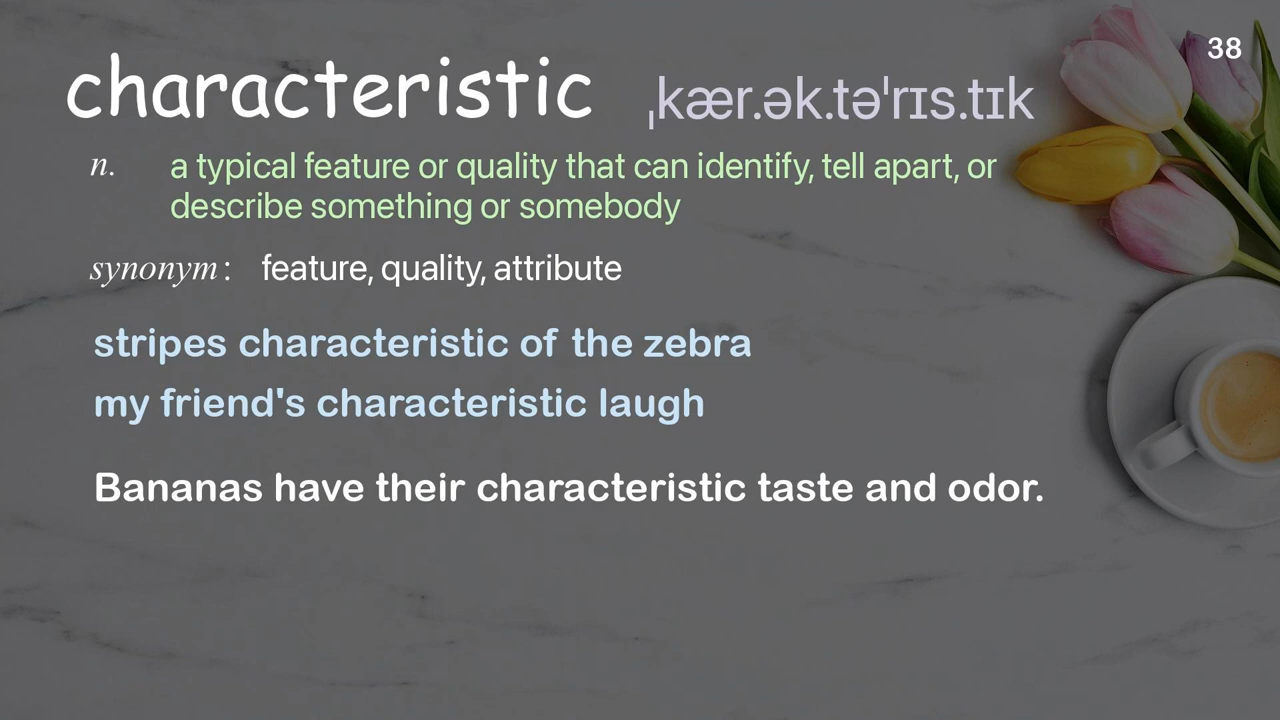 38
characteristic ˌkær.ək.təˈrɪs.tɪk
n. a typical feature or quality that can identify, tell apart, or
describe something or somebody
synonym: feature, quality, attribute
stripes characteristic of the zebra
my friend's characteristic laugh
Bananas have their characteristic taste and odor.